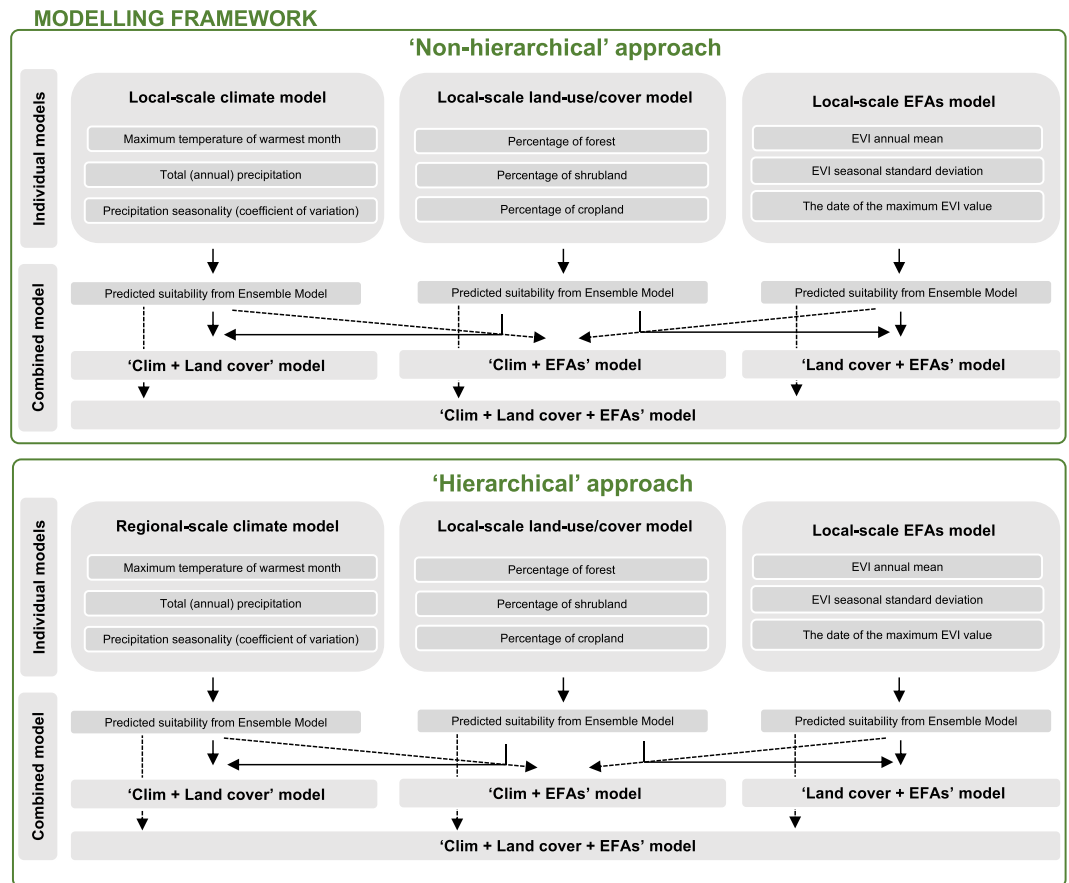 MODELLING FRAMEWORK
‘Non-hierarchical’ approach
Individual models
Local-scale climate model
Maximum temperature of warmest month
Total (annual) precipitation
Precipitation seasonality (coefficient of variation)
Local-scale land-use/cover model
Percentage of forest
Percentage of shrubland
Percentage of cropland
Local-scale EFAs model
EVI annual mean
EVI seasonal standard deviation
The date of the maximum EVI value
Combined model
Predicted suitability from Ensemble Model
Predicted suitability from Ensemble Model
Predicted suitability from Ensemble Model
‘Clim + Land cover’ model
‘Clim + EFAs’ model
‘Land cover + EFAs’ model
‘Clim + Land cover + EFAs’ model
‘Hierarchical’ approach
Individual models
Regional-scale climate model
Maximum temperature of warmest month
Total (annual) precipitation
Precipitation seasonality (coefficient of variation)
Local-scale land-use/cover model
Percentage of forest
Percentage of shrubland
Percentage of cropland
Local-scale EFAs model
EVI annual mean
EVI seasonal standard deviation
The date of the maximum EVI value
Combined model
Predicted suitability from Ensemble Model
Predicted suitability from Ensemble Model
Predicted suitability from Ensemble Model
‘Clim + Land cover’ model
‘Clim + EFAs’ model
‘Land cover + EFAs’ model
‘Clim + Land cover + EFAs’ model